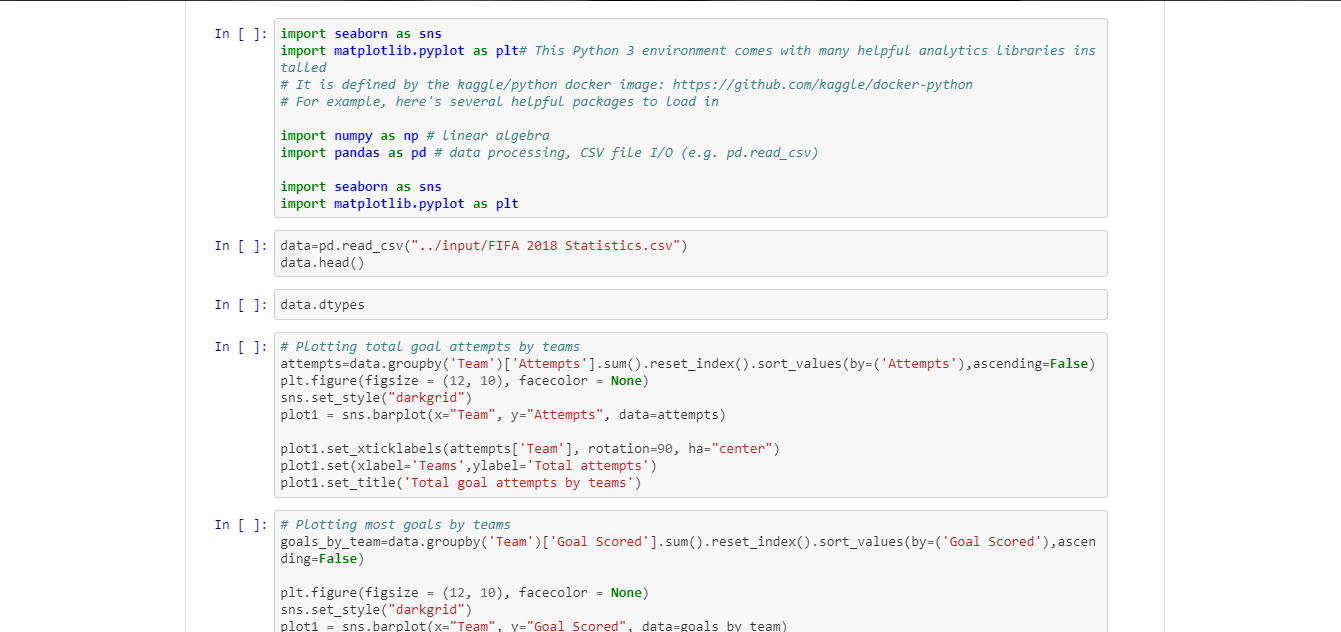 In [ ]: import seaborn as sns
import matplotlib.pyplot as plt# This Python 3 environment comes with many helpful analytics libraries ins
talled
# It is defined by the kaggle/python docker image: https://github.com/kaggle/docker-python
# For example, here's several helpful packages to load in
import numpy as np # linear algebra
import pandas as pd # data processing, CSV file I/O (e.g. pd.read_csv)
import seaborn as sns
import matplotlib.pyplot as plt
In [ ]: data=pd.read_csv("../input/FIFA 2018 Statistics.csv")
data.head()
In [ ]: data.dtypes
In [ ]: # Plotting total goal attempts by teams
attempts=data.groupby('Team')['Attempts'].sum().reset_index().sort_values(by=('Attempts'),ascending=False)
plt.figure(figsize = (12, 10), facecolor = None)
sns.set_style("darkgrid")
plot1 = sns.barplot(x="Team", y="Attempts", data=attempts)
plot1.set_xticklabels(attempts['Team'], rotation=90, ha="center")
plot1.set(xlabel='Teams',ylabel='Total attempts')
plot1.set_title('Total goal attempts by teams')
In [ ]: # Plotting most goals by teams
goals_by_team=data.groupby('Team')['Goal Scored'].sum().reset_index().sort_values(by=('Goal Scored'),ascen
ding=False)
plt.figure(figsize = (12, 10), facecolor = None)
sns.set_style("darkgrid")
plot1 = sns.barplot(x="Team", y="Goal Scored", data=goals_by_team)